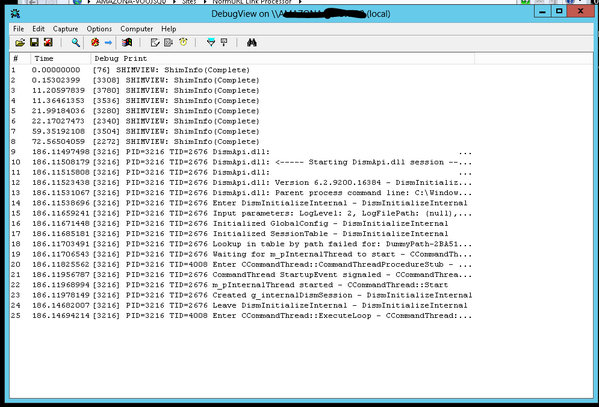 AMAZONA-VO0JSQ0 Sites NormURL Link Processor
DebugView on \\AMAZONA- (local)
File Edit Capture Options Computer Help
# Time Debug Print
1 0.00000000 [76] SHIMVIEW: ShimInfo(Complete)
2 0.15302399 [3308] SHIMVIEW: ShimInfo(Complete)
3 11.20597839 [3780] SHIMVIEW: ShimInfo(Complete)
4 11.36461353 [3536] SHIMVIEW: ShimInfo(Complete)
5 21.99184036 [3280] SHIMVIEW: ShimInfo(Complete)
6 22.17027473 [2340] SHIMVIEW: ShimInfo(Complete)
7 59.35192108 [3504] SHIMVIEW: ShimInfo(Complete)
8 72.56504059 [2272] SHIMVIEW: ShimInfo(Complete)
9 186.11497498 [3216] PID=3216 TID=2676 DismApi.dll: ...
10 186.11508179 [3216] PID=3216 TID=2676 DismApi.dll: <----- Starting DismApi.dll session --...
11 186.11515808 [3216] PID=3216 TID=2676 DismApi.dll: ...
12 186.11523438 [3216] PID=3216 TID=2676 DismApi.dll: Version 6.2.9200.16384 - DismInitializ...
13 186.11531067 [3216] PID=3216 TID=2676 DismApi.dll: Parent process command line: C:\Window...
14 186.11538696 [3216] PID=3216 TID=2676 Enter DismInitializeInternal - DismInitializeInternal
15 186.11659241 [3216] PID=3216 TID=2676 Input parameters: LogLevel: 2, LogFilePath: (null),...
16 186.11671448 [3216] PID=3216 TID=2676 Initialized GlobalConfig - DismInitializeInternal
17 186.11685181 [3216] PID=3216 TID=2676 Initialized SessionTable - DismInitializeInternal
18 186.11703491 [3216] PID=3216 TID=2676 Lookup in table by path failed for: DummyPath-2BA51...
19 186.11706543 [3216] PID=3216 TID=2676 Waiting for m_pInternalThread to start - CCommandTh...
20 186.11825562 [3216] PID=3216 TID=4008 Enter CCommandThread::CommandThreadProcedureStub - ...
21 186.11956787 [3216] PID=3216 TID=2676 CommandThread StartupEvent signaled - CCommandThrea...
22 186.11968994 [3216] PID=3216 TID=2676 m_pInternalThread started - CCommandThread::Start
23 186.11978149 [3216] PID=3216 TID=2676 Created g_internalDismSession - DismInitializeInternal
24 186.14682007 [3216] PID=3216 TID=2676 Leave DismInitializeInternal - DismInitializeInternal
25 186.14694214 [3216] PID=3216 TID=4008 Enter CCommandThread::ExecuteLoop - CCommandThread:...